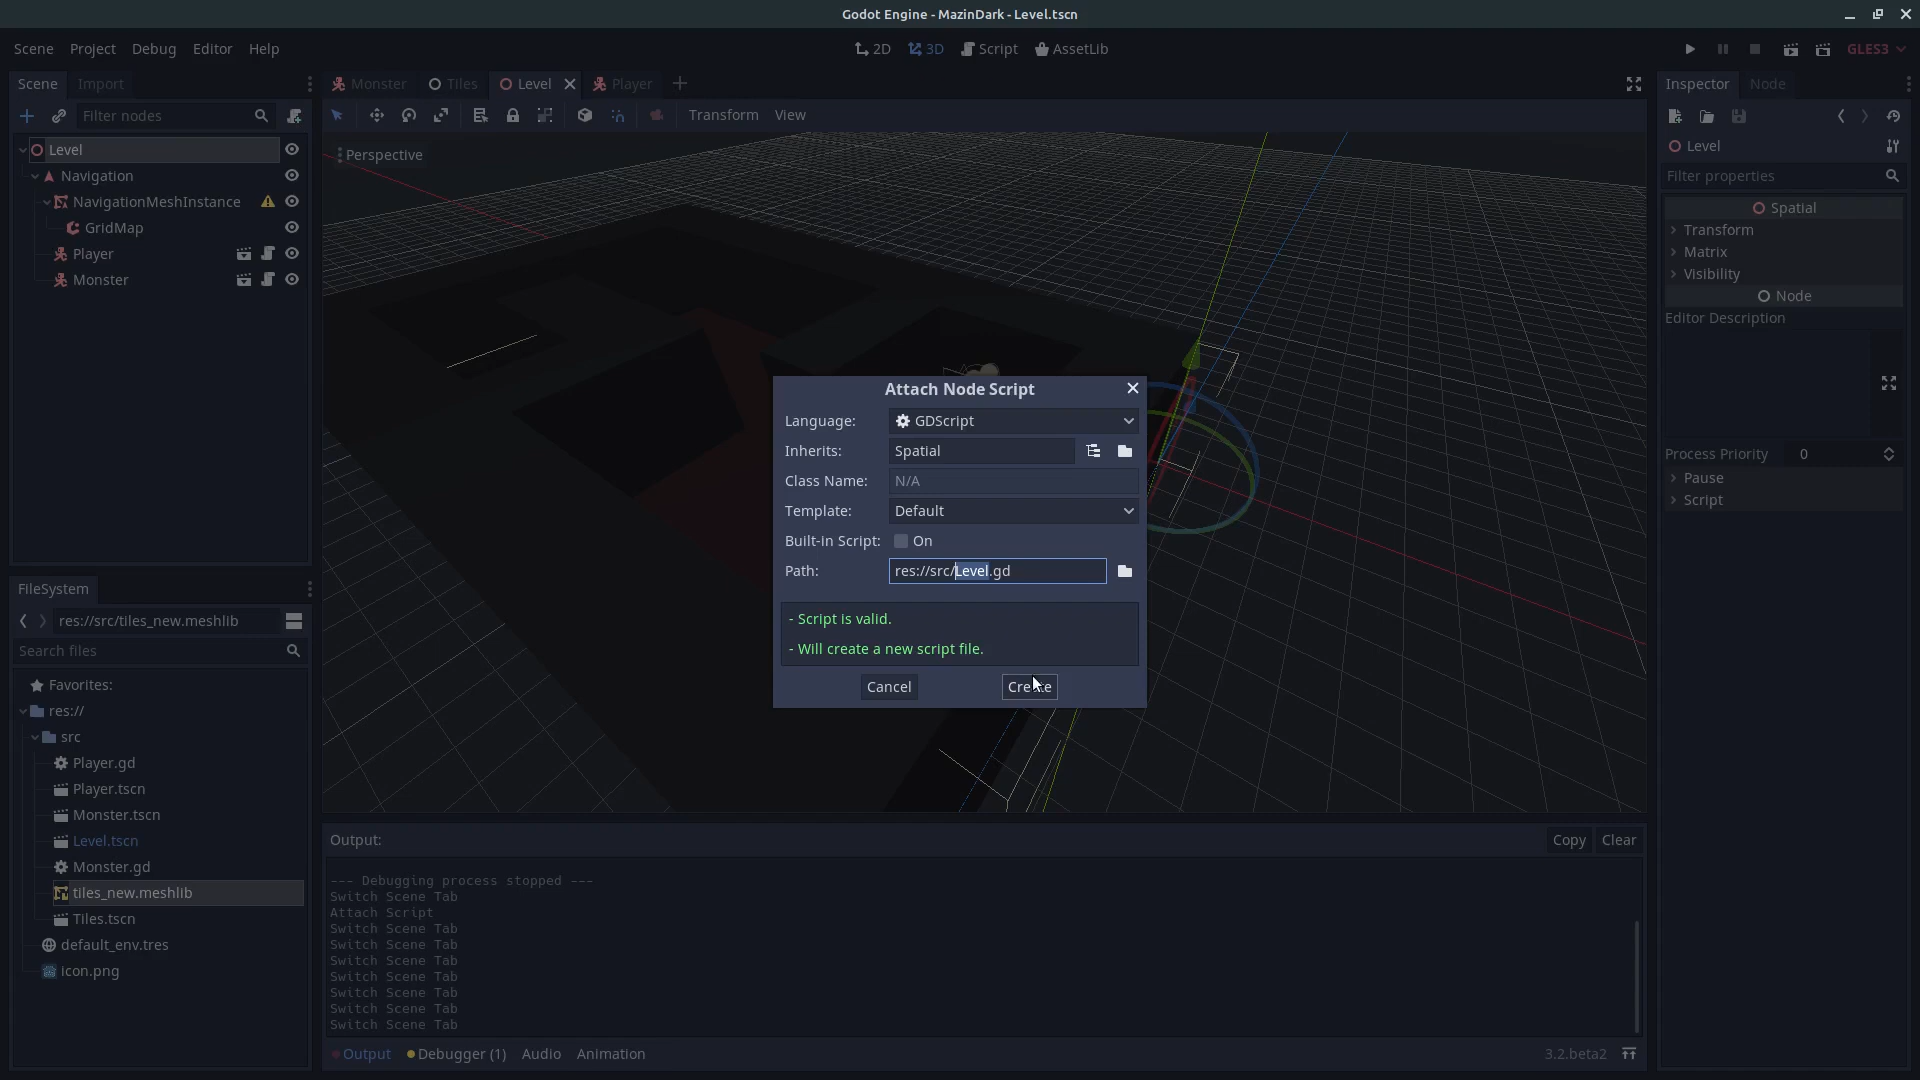 Godot Engine - MazinDark - Level.tscn
Scene Project Debug Editor Help
2D 3D Script AssetLib
GLES3
Scene Import
Monster Tiles Level Player
Inspector Node
Filter nodes
Transform View
Level
Navigation
NavigationMeshInstance
GridMap
Player
Monster
Perspective
Level
Filter properties
Spatial
Transform
Matrix
Visibility
Node
Editor Description
Process Priority 0
Pause
Script
Attach Node Script
Language: GDScript
Inherits: Spatial
Class Name: N/A
Template: Default
Built-in Script: On
Path: res://src/Level.gd
- Script is valid.
- Will create a new script file.
Cancel Create
FileSystem
res://src/tiles_new.meshlib
Search files
Favorites:
res://
src
Player.gd
Player.tscn
Monster.tscn
Level.tscn
Monster.gd
tiles_new.meshlib
Tiles.tscn
default_env.tres
icon.png
Output: Copy Clear
--- Debugging process stopped ---
Switch Scene Tab
Attach Script
Switch Scene Tab
Switch Scene Tab
Switch Scene Tab
Switch Scene Tab
Switch Scene Tab
Switch Scene Tab
Switch Scene Tab
Output Debugger (1) Audio Animation 3.2.beta2